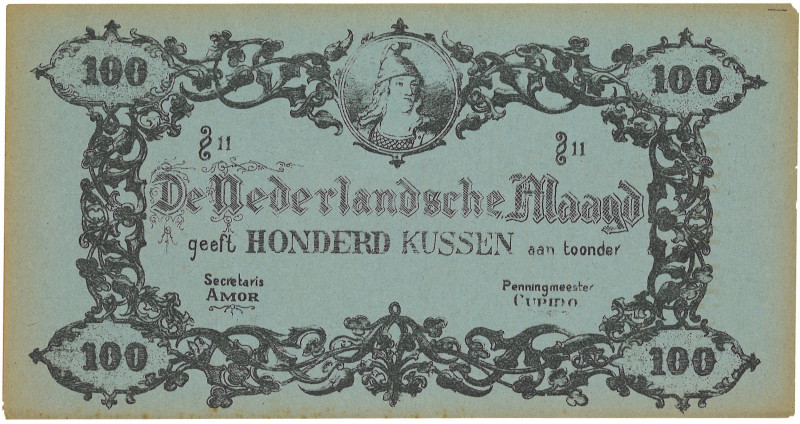 100 100
11 11
De Nederlandsche Maagd
geeft HONDERD KUSSEN aan toonder
Secretaris Penningmeester
AMOR CUPIDO
100 100